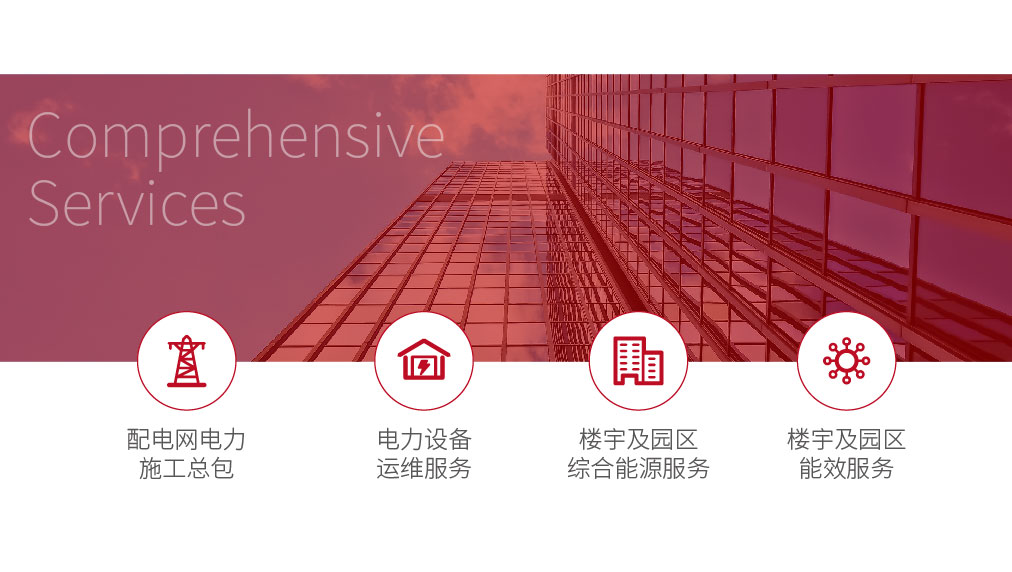 Comprehensive
Services
配电网电力
施工总包
电力设备
运维服务
楼宇及园区
综合能源服务
楼宇及园区
能效服务